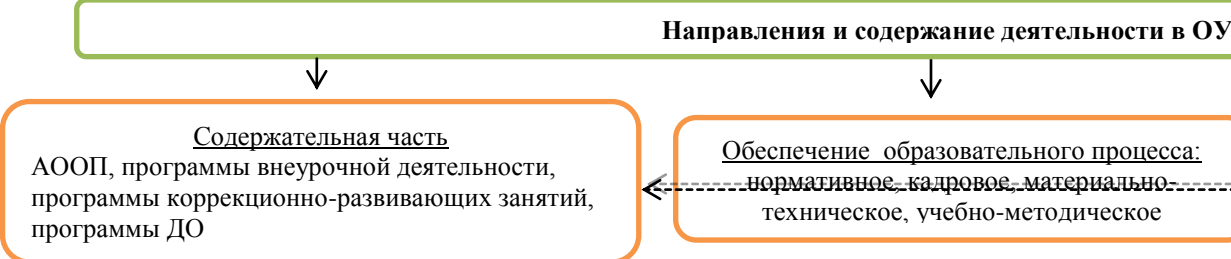 Направления и содержание деятельности в ОУ
Содержательная часть
АООП, программы внеурочной деятельности,
программы коррекционно-развивающих занятий,
программы ДО
Обеспечение образовательного процесса:
нормативное, кадровое, материально-
техническое, учебно-методическое